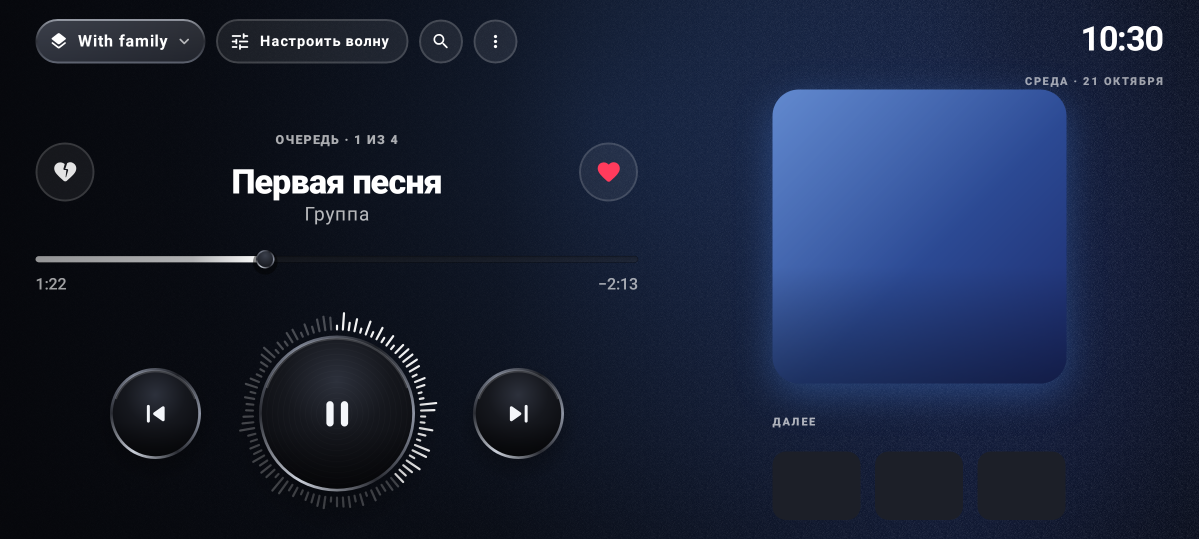 With family
Настроить волну
10:30
СРЕДА · 21 ОКТЯБРЯ
ОЧЕРЕДЬ · 1 ИЗ 4
Первая песня
Группа
1:22
−2:13
ДАЛЕЕ